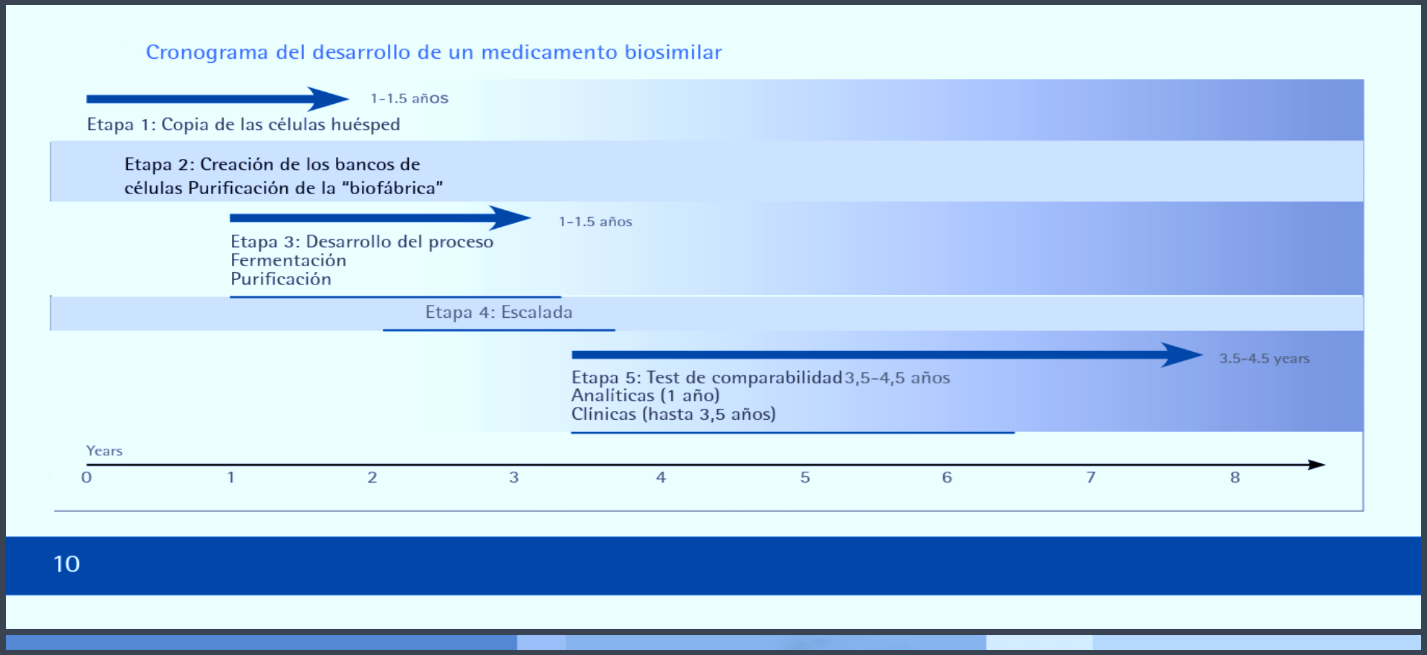 Cronograma del desarrollo de un medicamento biosimilar
1-1.5 años
Etapa 1: Copia de las células huésped
Etapa 2: Creación de los bancos de
células Purificación de la “biofábrica”
1-1.5 años
Etapa 3: Desarrollo del proceso
Fermentación
Purificación
Etapa 4: Escalada
3.5-4.5 years
Etapa 5: Test de comparabilidad 3,5-4,5 años
Analíticas (1 año)
Clínicas (hasta 3,5 años)
Years
0 1 2 3 4 5 6 7 8
10